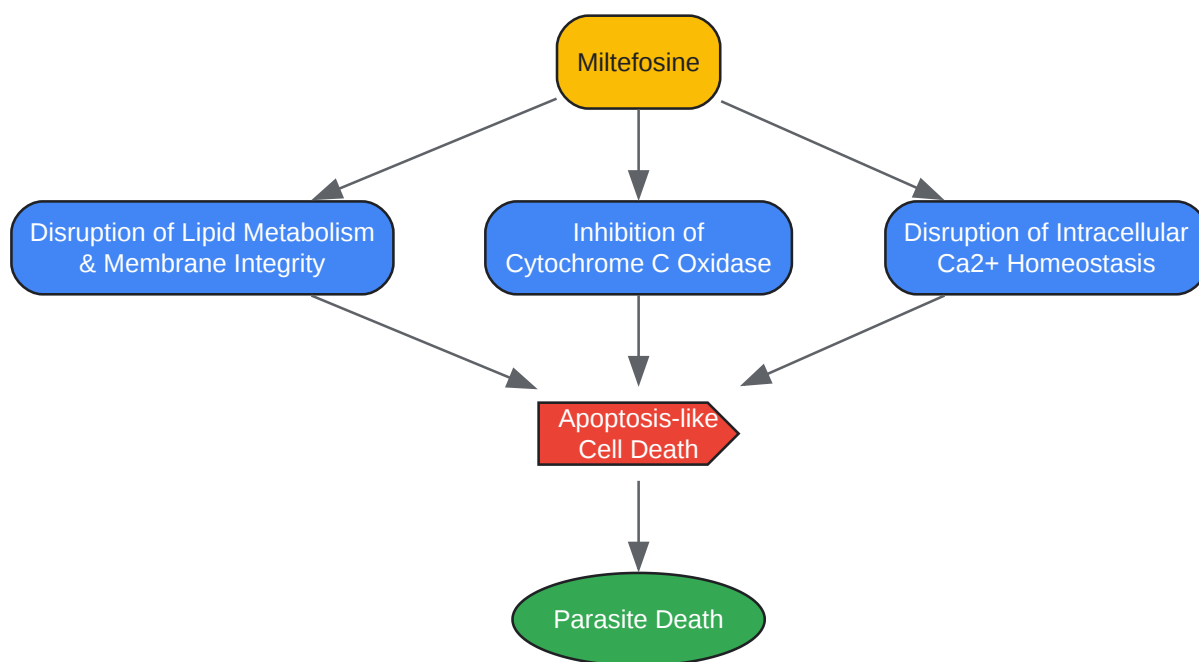 Miltefosine
Disruption of Lipid Metabolism
& Membrane Integrity
Inhibition of
Cytochrome C Oxidase
Disruption of Intracellular
Ca2+ Homeostasis
Apoptosis-like
Cell Death
Parasite Death